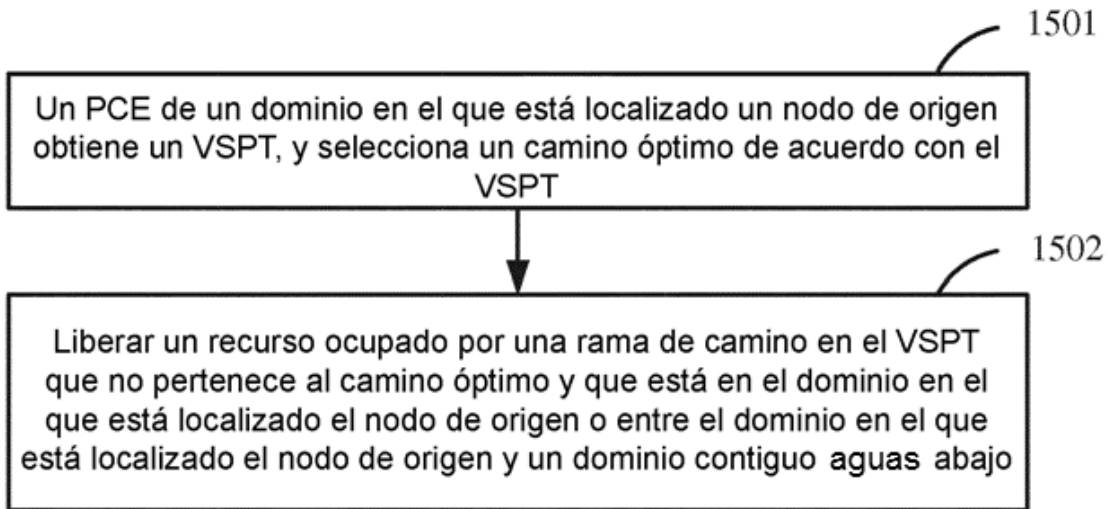 1501
Un PCE de un dominio en el que está localizado un nodo de origen
obtiene un VSPT, y selecciona un camino óptimo de acuerdo con el
VSPT
1502
Liberar un recurso ocupado por una rama de camino en el VSPT
que no pertenece al camino óptimo y que está en el dominio en el
que está localizado el nodo de origen o entre el dominio en el que
está localizado el nodo de origen y un dominio contiguo aguas abajo